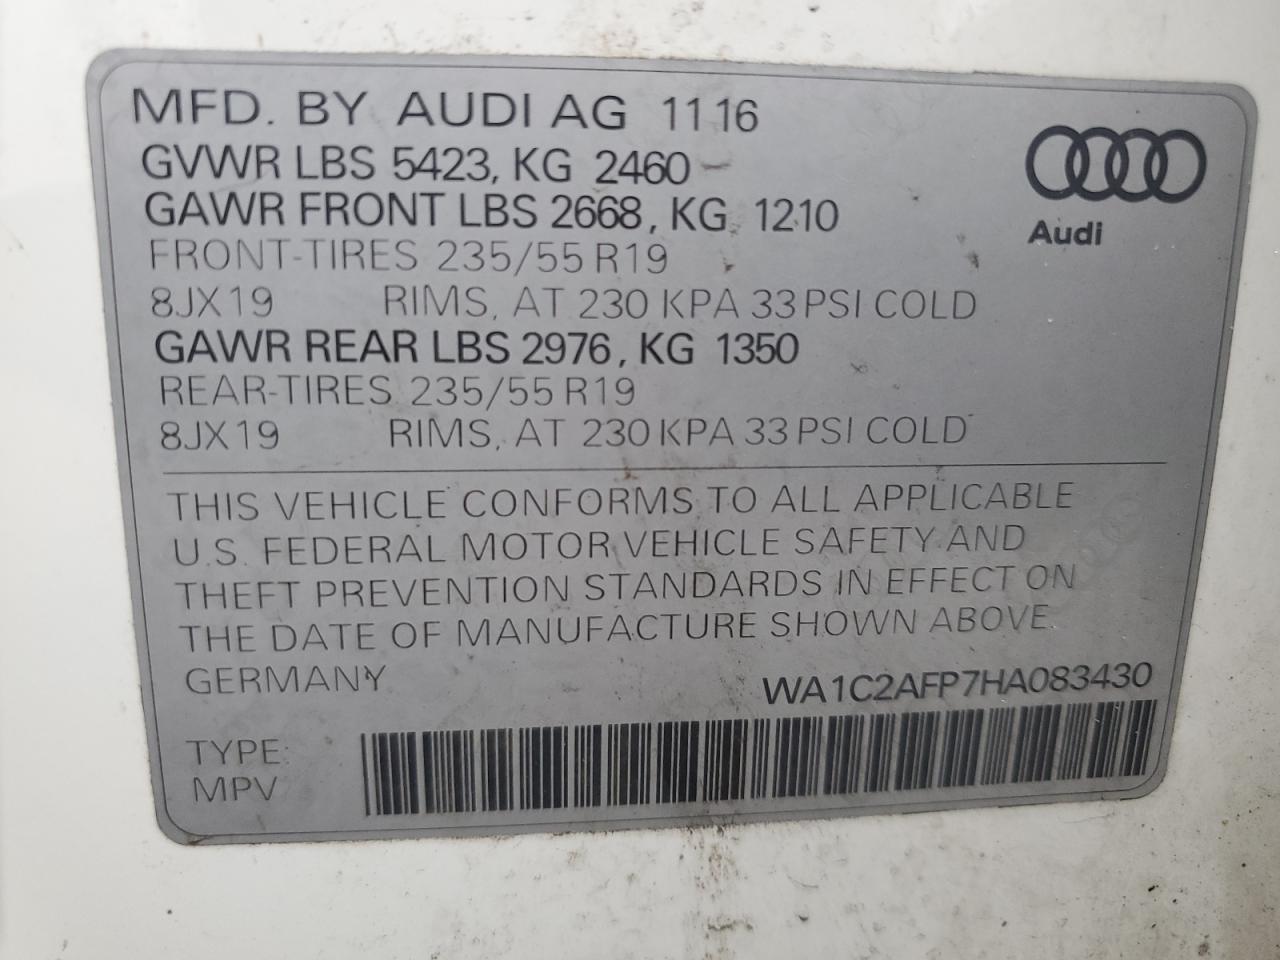 MFD. BY AUDI AG 11 16
GVWR LBS 5423, KG 2460
GAWR FRONT LBS 2668, KG 1210
FRONT-TIRES 235/55 R19
8JX19 RIMS, AT 230 KPA 33 PSI COLD
GAWR REAR LBS 2976, KG 1350
REAR-TIRES 235/55 R19
8JX19 RIMS, AT 230 KPA 33 PSI COLD
Audi
THIS VEHICLE CONFORMS TO ALL APPLICABLE
U.S. FEDERAL MOTOR VEHICLE SAFETY AND
THEFT PREVENTION STANDARDS IN EFFECT ON
THE DATE OF MANUFACTURE SHOWN ABOVE.
GERMANY
WA1C2AFP7HA083430
TYPE:
MPV